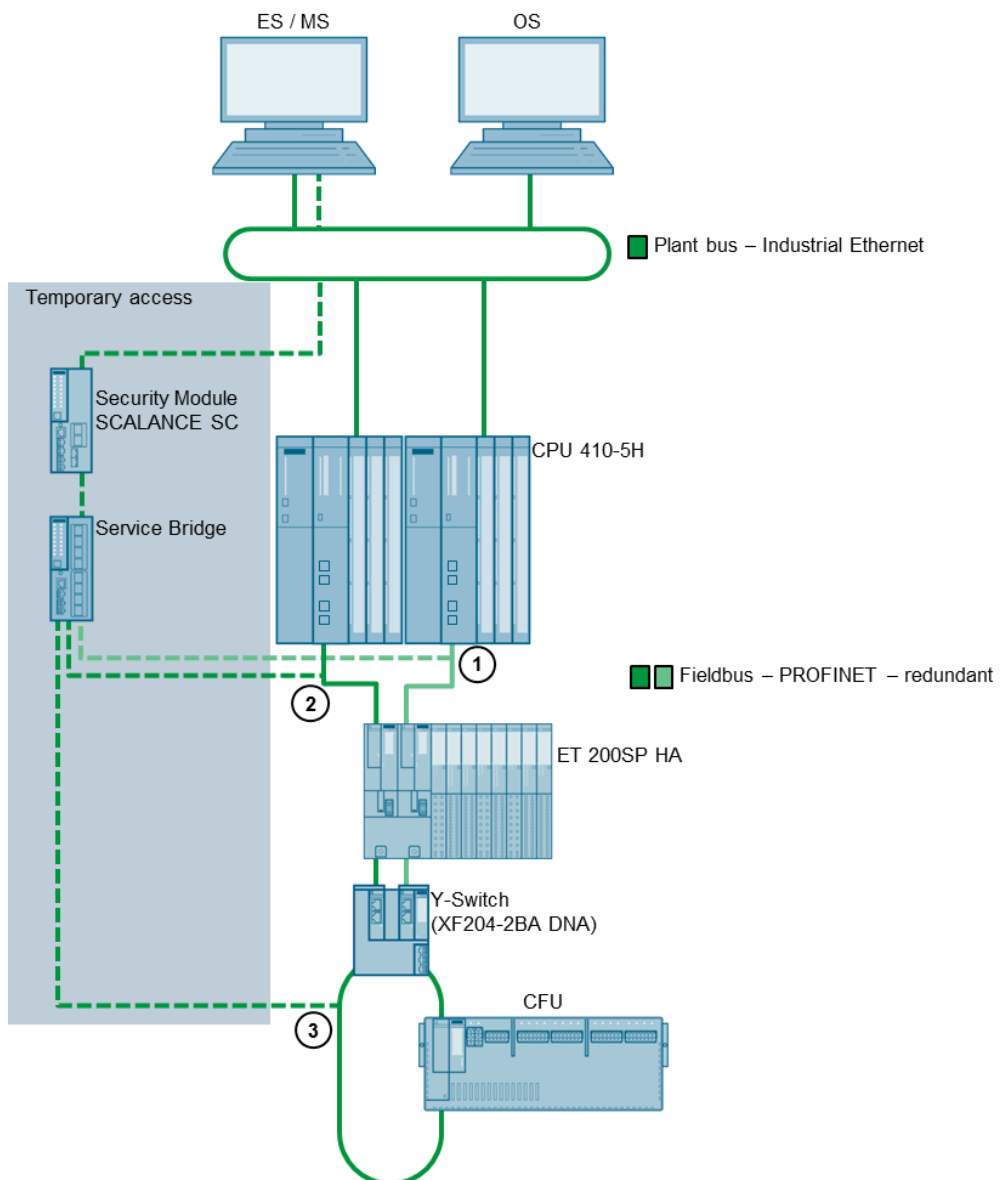 ES / MS
OS
Plant bus – Industrial Ethernet
Temporary access
Security Module
SCALANCE SC
CPU 410-5H
Service Bridge
1
2
Fieldbus – PROFINET – redundant
ET 200SP HA
Y-Switch
(XF204-2BA DNA)
CFU
3